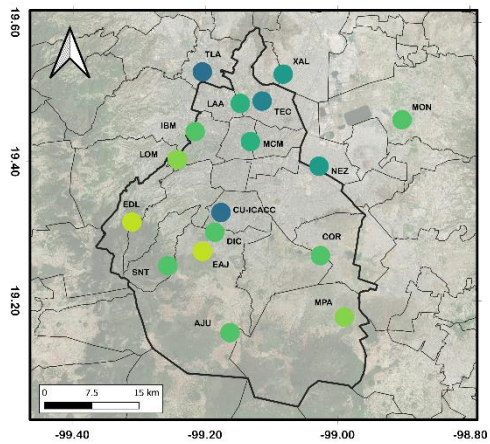 19.60
19.40
19.20
TLA
XAL
LAA
TEC
MON
IBM
MCM
LOM
NEZ
EDL
CU-ICACC
DIC
COR
SNT
EAJ
MPA
AJU
0 7.5 15 km
-99.40 -99.20 -99.00 -98.80